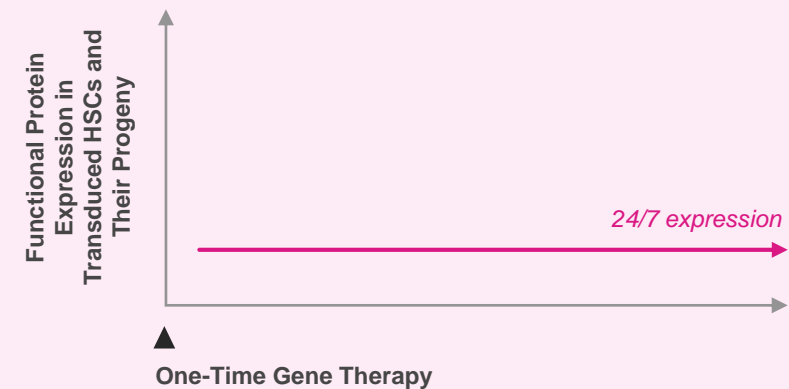 Functional Protein
Expression in
Transduced HSCs and
Their Progeny
24/7 expression
One-Time Gene Therapy